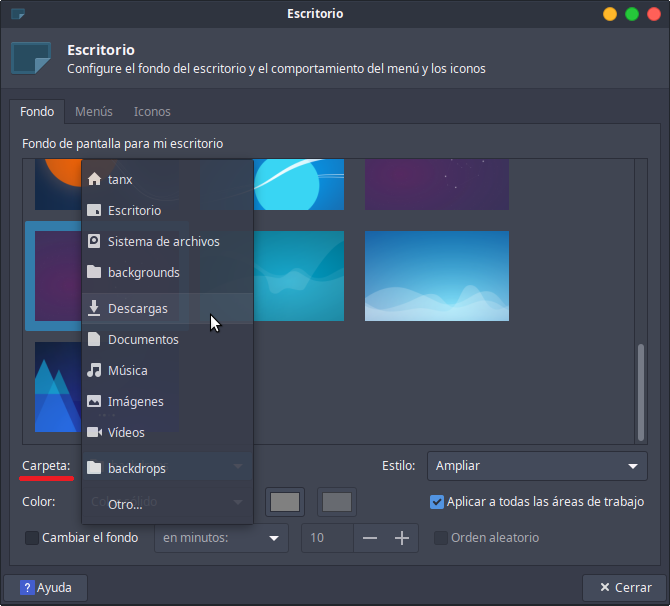 Escritorio
Escritorio
Configure el fondo del escritorio y el comportamiento del menú y los iconos
Fondo Menús Iconos
Fondo de pantalla para mi escritorio
tanx
Escritorio
Sistema de archivos
backgrounds
Descargas
Documentos
Música
Imágenes
Vídeos
backdrops
Otro...
Carpeta:
Estilo: Ampliar
Color:
Aplicar a todas las áreas de trabajo
Cambiar el fondo en minutos: 10 Orden aleatorio
? Ayuda
Cerrar